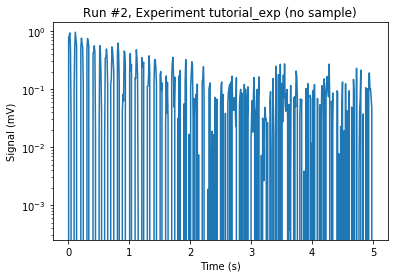 Run #2, Experiment tutorial_exp (no sample)
Signal (mV)
10⁰
10⁻¹
10⁻²
10⁻³
0 1 2 3 4 5
Time (s)